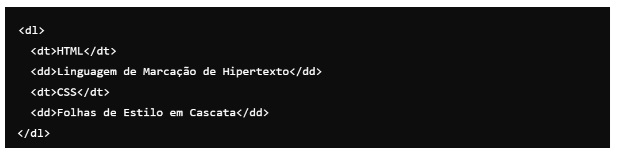 <dl>
  <dt>HTML</dt>
  <dd>Linguagem de Marcação de Hipertexto</dd>
  <dt>CSS</dt>
  <dd>Folhas de Estilo em Cascata</dd>
</dl>